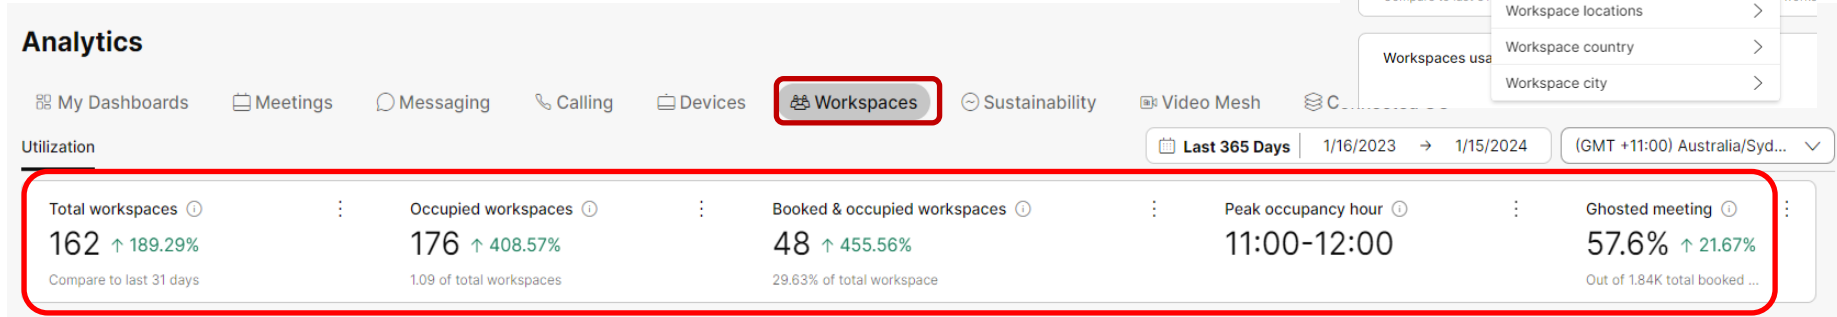 Workspace locations
Analytics
Workspaces usa
Workspace country
Workspace city
My Dashboards
Meetings
Messaging
Calling
Devices
Workspaces
Sustainability
Video Mesh
Utilization
Last 365 Days
1/16/2023 → 1/15/2024
(GMT +11:00) Australia/Syd...
Total workspaces
162 ↑ 189.29%
Compare to last 31 days
Occupied workspaces
176 ↑ 408.57%
1.09 of total workspaces
Booked & occupied workspaces
48 ↑ 455.56%
29.63% of total workspace
Peak occupancy hour
11:00-12:00
Ghosted meeting
57.6% ↑ 21.67%
Out of 1.84K total booked ...